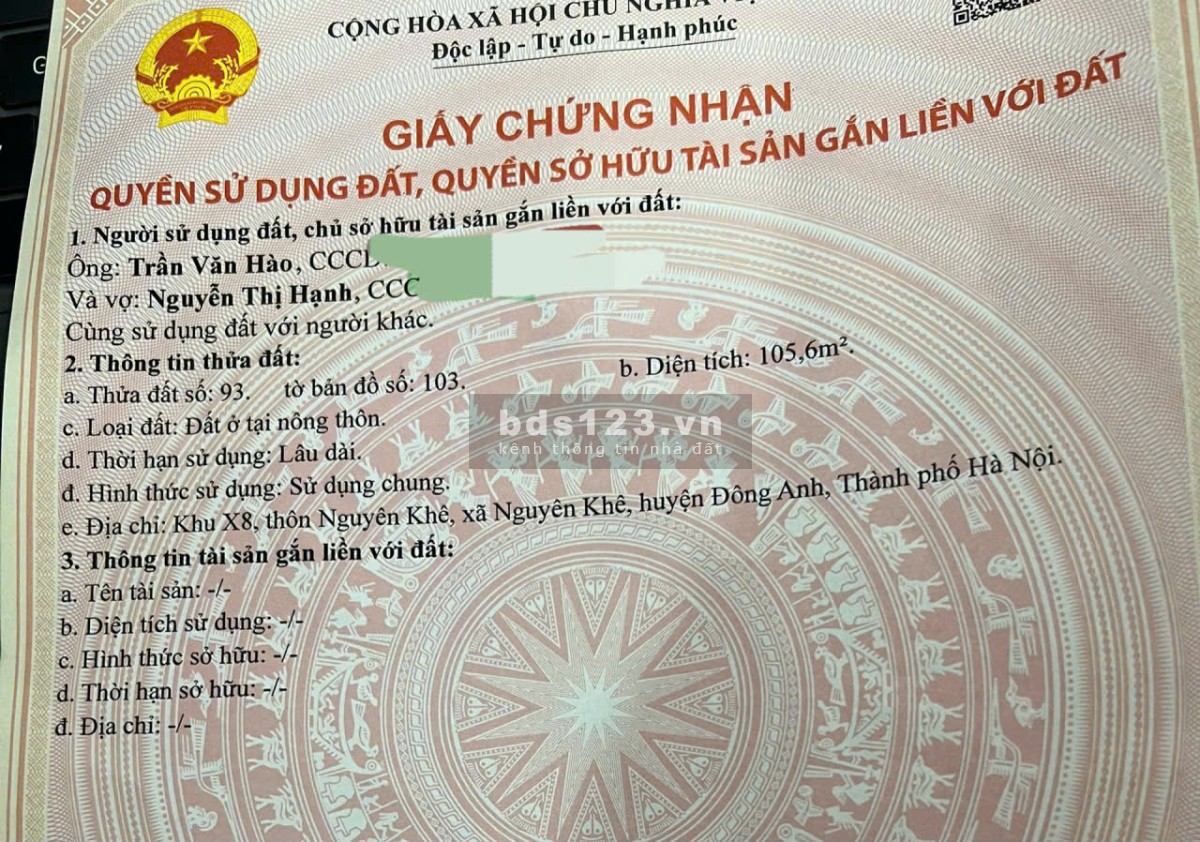 CỘNG HÒA XÃ HỘI CHỦ NGHĨA
Độc lập - Tự do - Hạnh phúc
GIẤY CHỨNG NHẬN
QUYỀN SỬ DỤNG ĐẤT, QUYỀN SỞ HỮU TÀI SẢN GẮN LIỀN VỚI ĐẤT
1. Người sử dụng đất, chủ sở hữu tài sản gắn liền với đất:
Ông: Trần Văn Hào, CCCD
Và vợ: Nguyễn Thị Hạnh, CCC
Cùng sử dụng đất với người khác.
2. Thông tin thửa đất:
a. Thửa đất số: 93. tờ bản đồ số: 103. b. Diện tích: 105,6m².
c. Loại đất: Đất ở tại nông thôn.
d. Thời hạn sử dụng: Lâu dài.
đ. Hình thức sử dụng: Sử dụng chung.
e. Địa chỉ: Khu X8, thôn Nguyên Khê, xã Nguyên Khê, huyện Đông Anh, Thành phố Hà Nội.
3. Thông tin tài sản gắn liền với đất:
a. Tên tài sản: -/-
b. Diện tích sử dụng: -/-
c. Hình thức sở hữu: -/-
d. Thời hạn sở hữu: -/-
đ. Địa chỉ: -/-
bds123.vn
kênh thông tin nhà đất
G